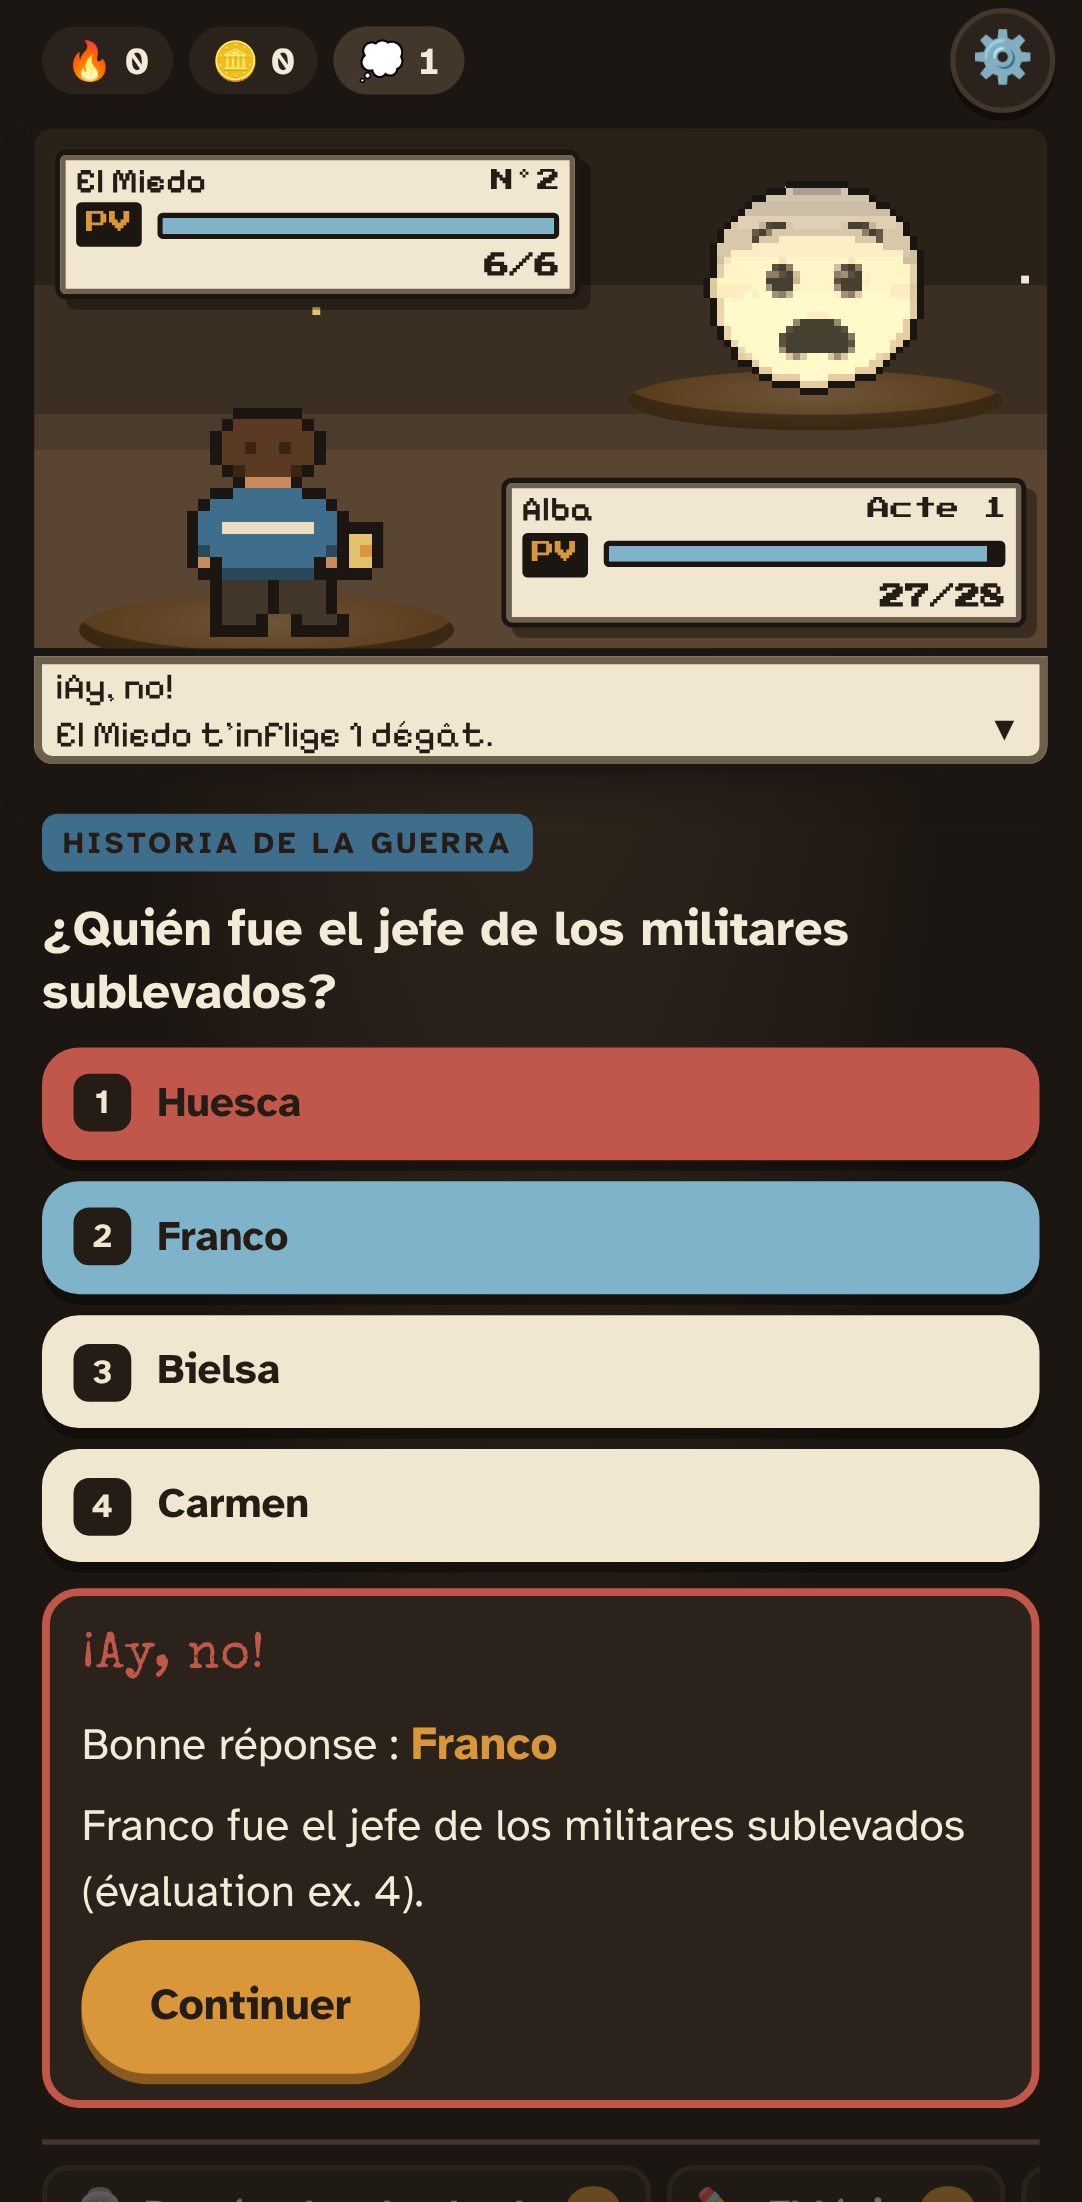 0 0 1
El Miedo N°2
PV
6/6
Alba Acte 1
PV
27/28
¡Ay, no!
El Miedo t'inflige 1 dégât.
HISTORIA DE LA GUERRA
¿Quién fue el jefe de los militares
sublevados?
1 Huesca
2 Franco
3 Bielsa
4 Carmen
¡Ay, no!
Bonne réponse : Franco
Franco fue el jefe de los militares sublevados
(évaluation ex. 4).
Continuer